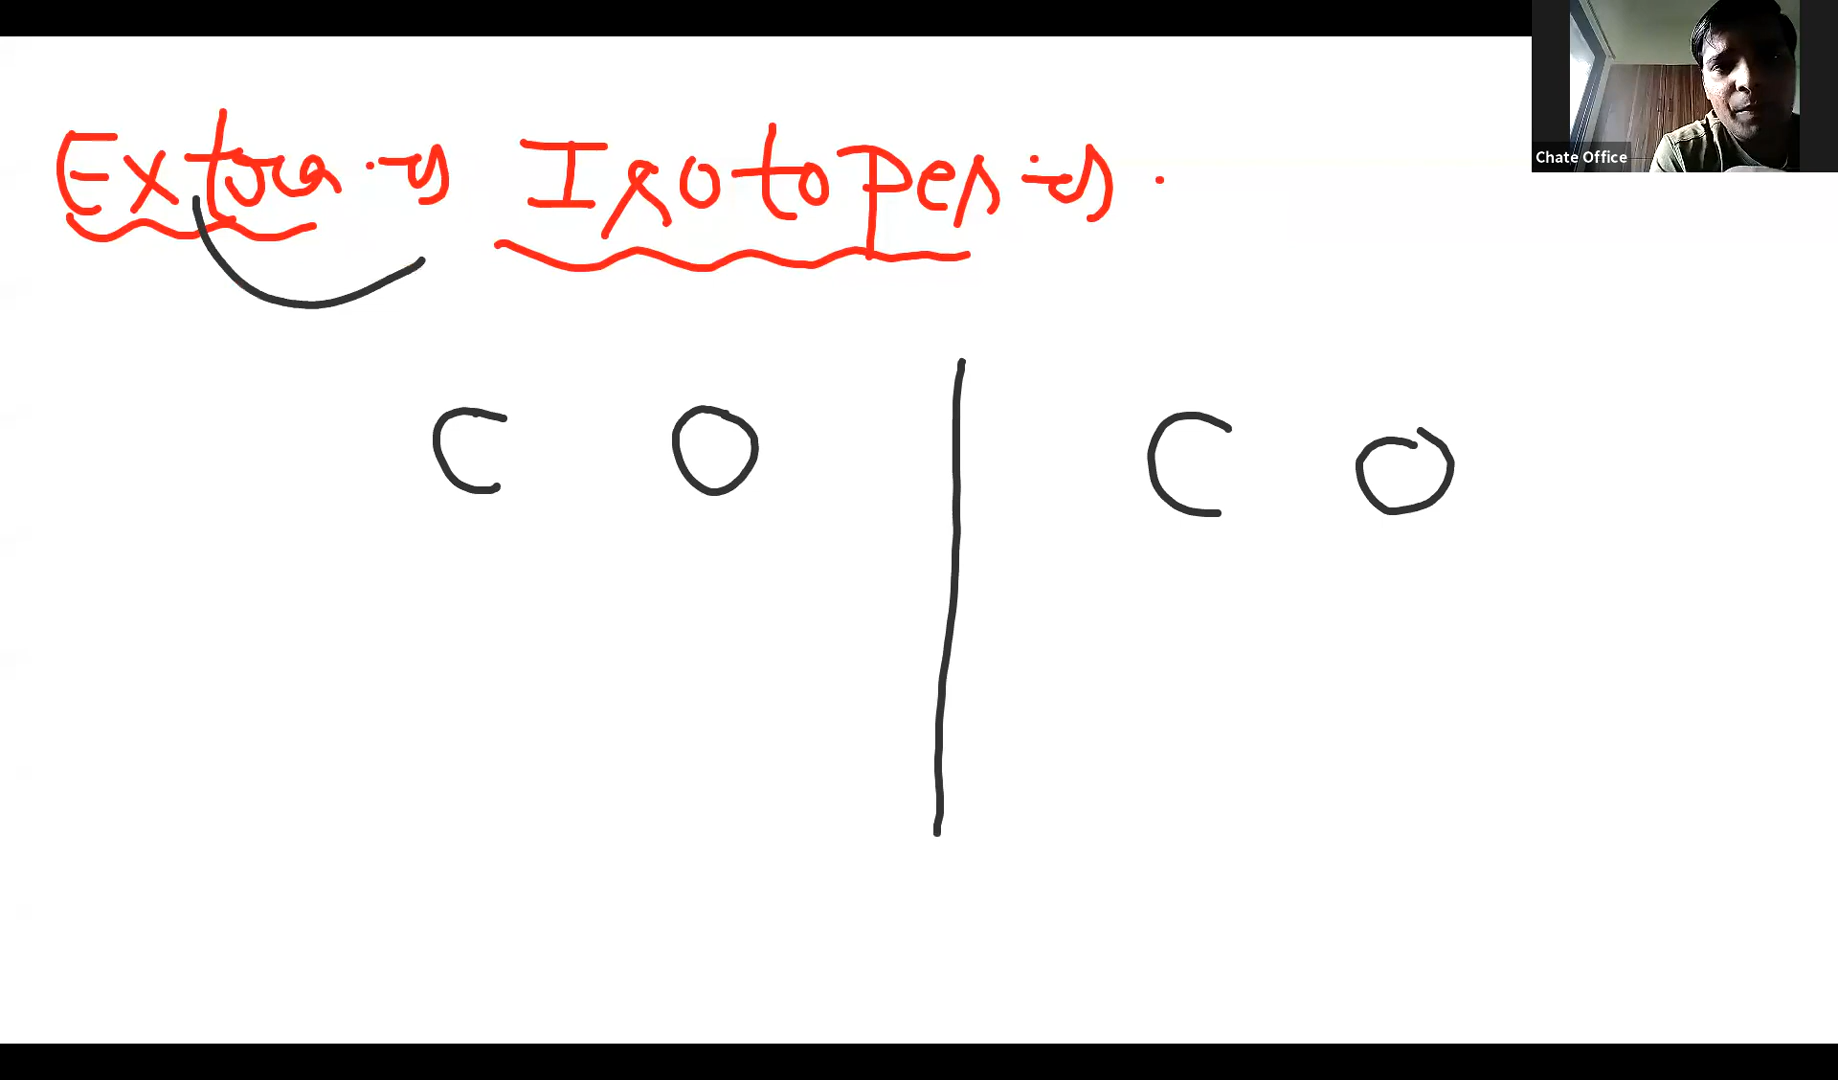 Extra :-
Isotopes :-
Chate Office
C O C O